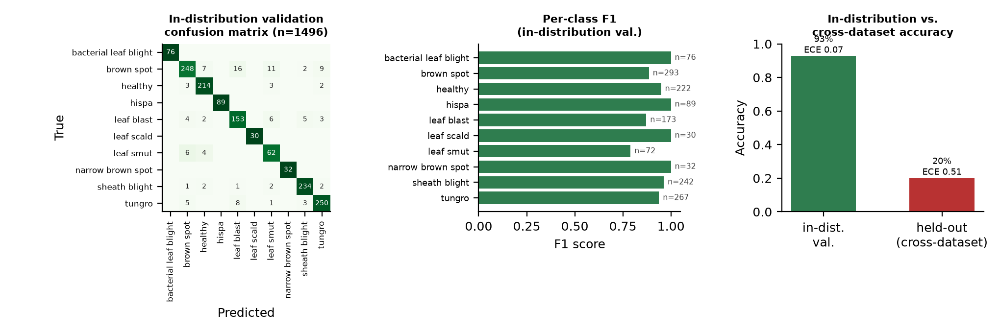 In-distribution validation
confusion matrix (n=1496)
True
bacterial leaf blight 76
brown spot 248 7 16 11 2 9
healthy 3 214 3 2
hispa 89
leaf blast 4 2 153 6 5 3
leaf scald 30
leaf smut 6 4 62
narrow brown spot 32
sheath blight 1 2 1 2 234 2
tungro 5 8 1 3 250
bacterial leaf blight
brown spot
healthy
hispa
leaf blast
leaf scald
leaf smut
narrow brown spot
sheath blight
tungro
Predicted
Per-class F1
(in-distribution val.)
bacterial leaf blight n=76
brown spot n=293
healthy n=222
hispa n=89
leaf blast n=173
leaf scald n=30
leaf smut n=72
narrow brown spot n=32
sheath blight n=242
tungro n=267
0.00 0.25 0.50 0.75 1.00
F1 score
In-distribution vs.
cross-dataset accuracy
93%
ECE 0.07
20%
ECE 0.51
Accuracy
1.0
0.8
0.6
0.4
0.2
0.0
in-dist.
val.
held-out
(cross-dataset)